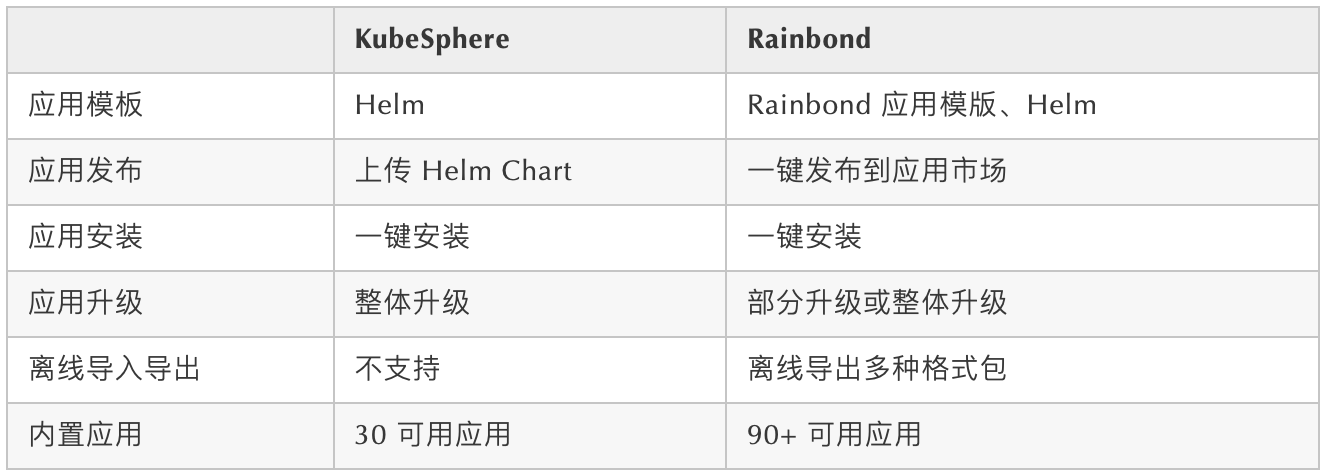 KubeSphere Rainbond
应用模板 Helm Rainbond 应用模版、Helm
应用发布 上传 Helm Chart 一键发布到应用市场
应用安装 一键安装 一键安装
应用升级 整体升级 部分升级或整体升级
离线导入导出 不支持 离线导出多种格式包
内置应用 30 可用应用 90+ 可用应用